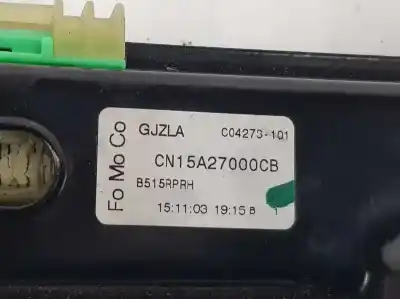 Fo Mo Co
GJZLA C04273-101
CN15A27000CB
B515RPRH
15:11:03 19:15 B